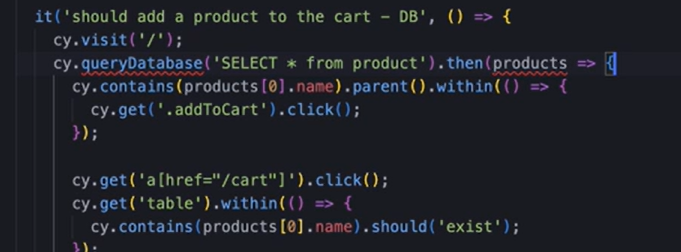 it('should add a product to the cart – DB', () => {
cy.visit('/');
cy.queryDatabase('SELECT * from product').then(products => {
cy.contains(products[0].name).parent().within(() => {
cy.get('.addToCart').click();
});
cy.get('a[href="/cart"]').click();
cy.get('table').within(() => {
cy.contains(products[0].name).should('exist');
});